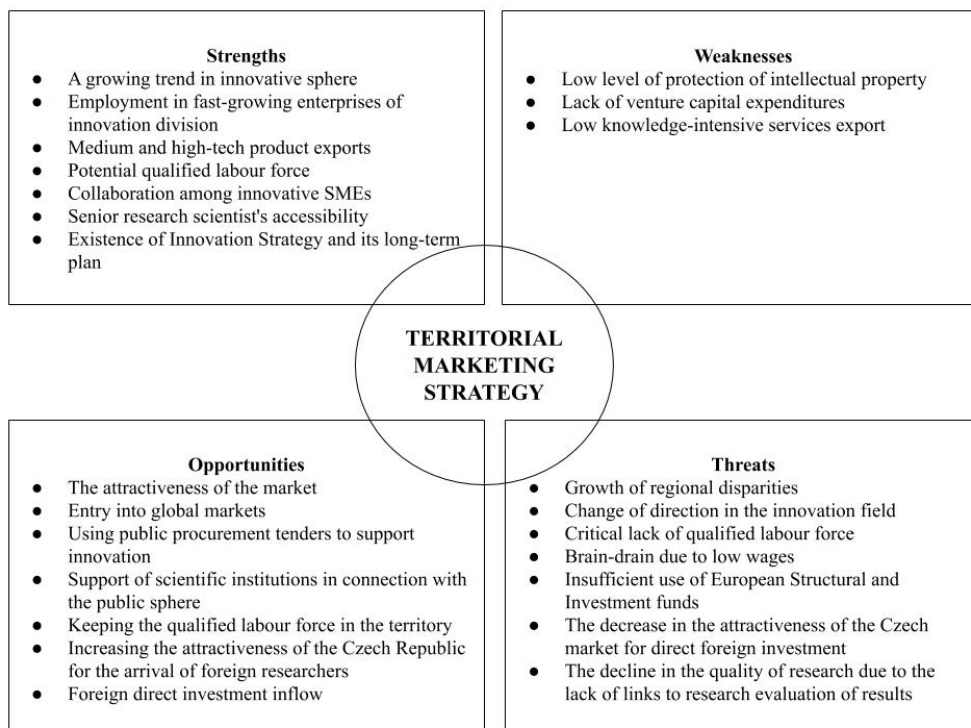 Strengths
● A growing trend in innovative sphere
● Employment in fast-growing enterprises of
innovation division
● Medium and high-tech product exports
● Potential qualified labour force
● Collaboration among innovative SMEs
● Senior research scientist's accessibility
● Existence of Innovation Strategy and its long-term
plan
Weaknesses
● Low level of protection of intellectual property
● Lack of venture capital expenditures
● Low knowledge-intensive services export
TERRITORIAL
MARKETING
STRATEGY
Opportunities
● The attractiveness of the market
● Entry into global markets
● Using public procurement tenders to support
innovation
● Support of scientific institutions in connection with
the public sphere
● Keeping the qualified labour force in the territory
● Increasing the attractiveness of the Czech Republic
for the arrival of foreign researchers
● Foreign direct investment inflow
Threats
● Growth of regional disparities
● Change of direction in the innovation field
● Critical lack of qualified labour force
● Brain-drain due to low wages
● Insufficient use of European Structural and
Investment funds
● The decrease in the attractiveness of the Czech
market for direct foreign investment
● The decline in the quality of research due to the
lack of links to research evaluation of results